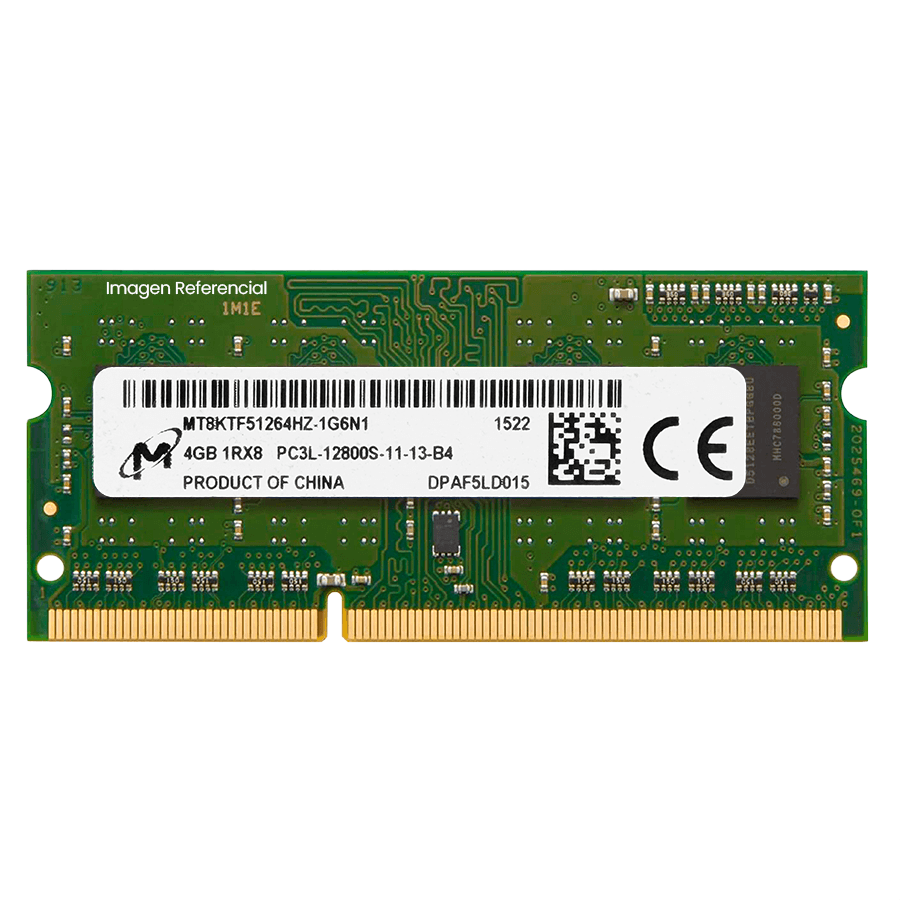 913
Imagen Referencial
1M1E
MT8KTF51264HZ-1G6N1
1522
4GB 1RX8 PC3L-12800S-11-13-B4
PRODUCT OF CHINA
DPAF5LD015
CE
MHC788000D
2025469-0F1